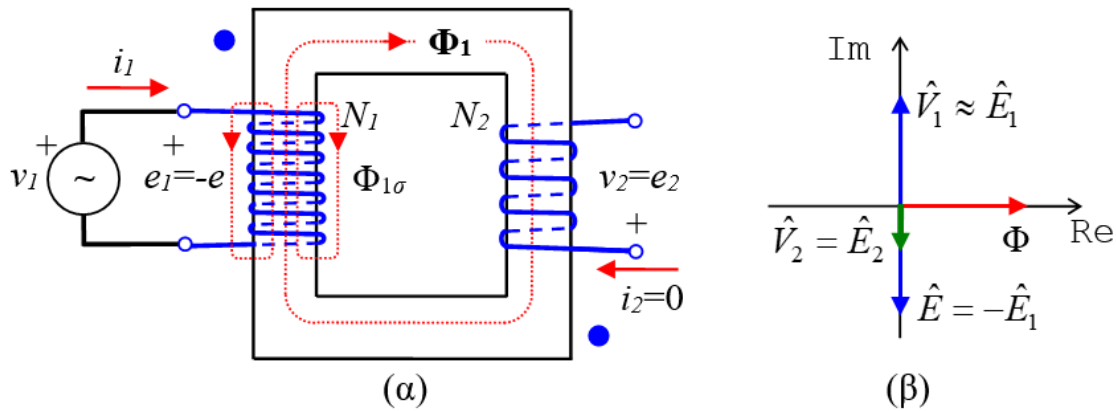 Φ₁
i₁
N₁
N₂
+
+
v₁
~
e₁=-e
Φ₁σ
v₂=e₂
+
i₂=0
(α)
Im
V̂₁ ≈ Ê₁
Re
Φ
V̂₂ = Ê₂
Ê = −Ê₁
(β)